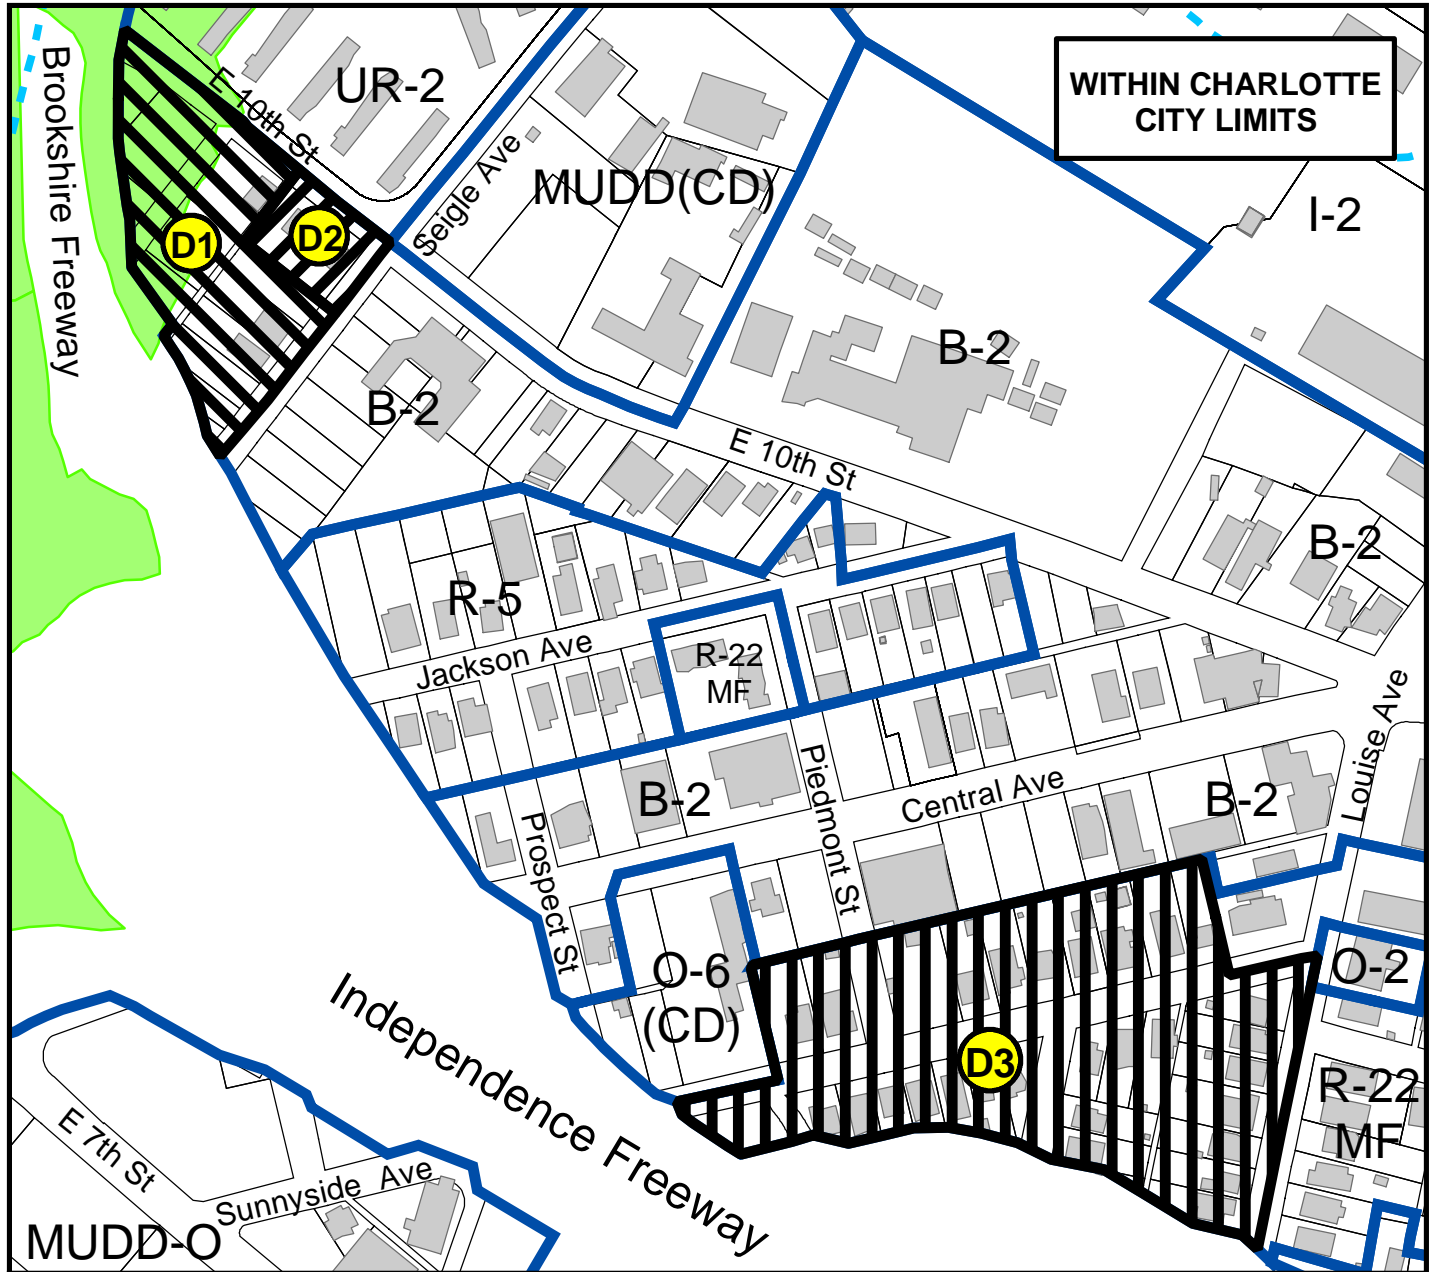 WITHIN CHARLOTTE
CITY LIMITS
Brookshire Freeway
E 10th St
UR-2
Seigle Ave
MUDD(CD)
I-2
D1
D2
B-2
B-2
E 10th St
B-2
R-5
Jackson Ave
R-22
MF
Louise Ave
Piedmont St
Central Ave
B-2
B-2
Prospect St
O-6
(CD)
O-2
Independence Freeway
D3
R-22
MF
E 7th St
Sunnyside Ave
MUDD-O